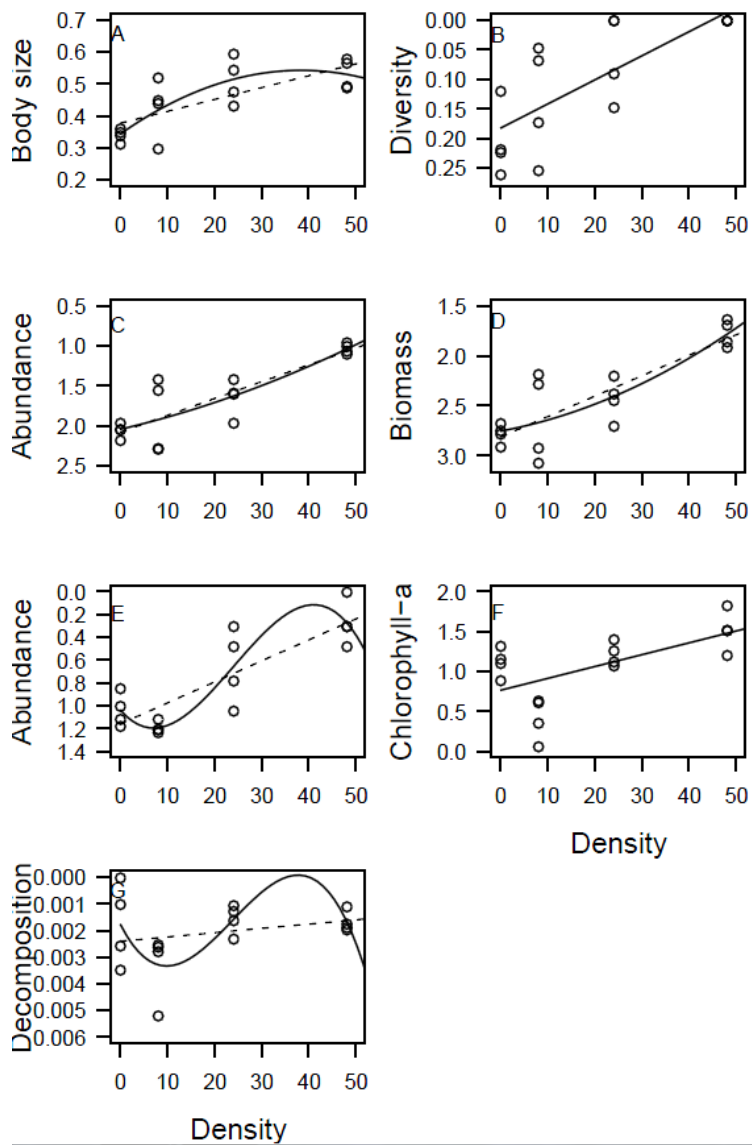 A
Body size
0.7
0.6
0.5
0.4
0.3
0.2
0 10 20 30 40 50
B
Diversity
0.00
0.05
0.10
0.15
0.20
0.25
0 10 20 30 40 50
C
Abundance
0.5
1.0
1.5
2.0
2.5
0 10 20 30 40 50
D
Biomass
1.5
2.0
2.5
3.0
0 10 20 30 40 50
E
Abundance
0.0
0.2
0.4
0.6
0.8
1.0
1.2
1.4
0 10 20 30 40 50
F
Chlorophyll-a
2.0
1.5
1.0
0.5
0.0
0 10 20 30 40 50
Density
G
Decomposition
0.000
0.001
0.002
0.003
0.004
0.005
0.006
0 10 20 30 40 50
Density